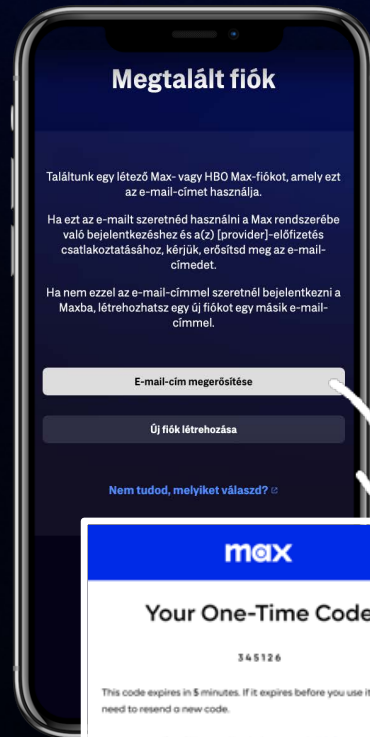 Megtalált fiók
Találtunk egy létező Max- vagy HBO Max-fiókot, amely ezt
az e-mail-címet használja.
Ha ezt az e-mailt szeretnéd használni a Max rendszerébe
való bejelentkezéshez és a(z) [provider]-előfizetés
csatlakoztatásához, kérjük, erősítsd meg az e-mail-
címedet.
Ha nem ezzel az e-mail-címmel szeretnél bejelentkezni a
Maxba, létrehozhatsz egy új fiókot egy másik e-mail-
címmel.
E-mail-cím megerősítése
Új fiók létrehozása
Nem tudod, melyiket válaszd?
max
Your One-Time Code
345126
This code expires in 5 minutes. If it expires before you use it
need to resend a new code.